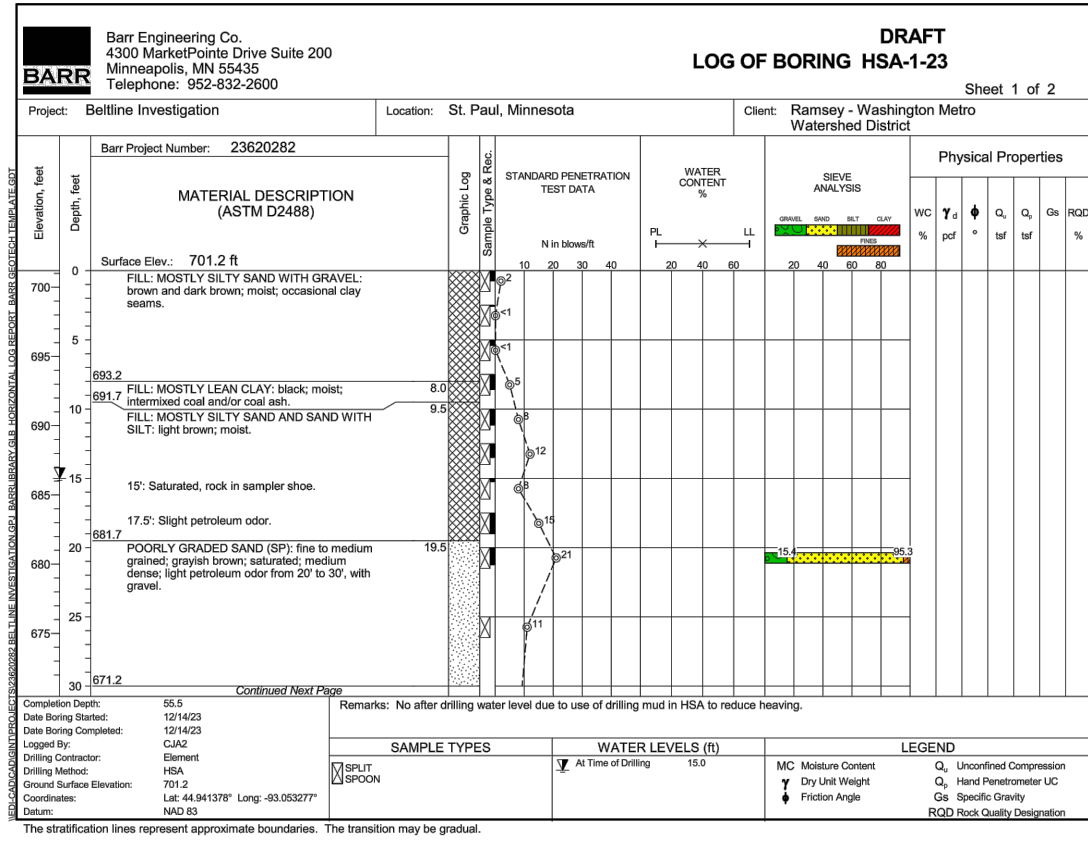 BARR
Barr Engineering Co.
4300 MarketPointe Drive Suite 200
Minneapolis, MN 55435
Telephone: 952-832-2600
DRAFT
LOG OF BORING HSA-1-23
Sheet 1 of 2
Project: Beltline Investigation
Location: St. Paul, Minnesota
Client: Ramsey - Washington Metro
Watershed District
Barr Project Number: 23620282
Elevation, feet
Depth, feet
MATERIAL DESCRIPTION
(ASTM D2488)
Surface Elev.: 701.2 ft
Graphic Log
Sample Type & Rec.
STANDARD PENETRATION
TEST DATA
N in blows/ft
10 20 30 40
WATER
CONTENT
%
PL LL
20 40 60
SIEVE
ANALYSIS
GRAVEL SAND SILT CLAY
FINES
20 40 60 80
Physical Properties
WC γd ϕ Qu Qp Gs RQD
% pcf ° tsf tsf %
0
700
FILL: MOSTLY SILTY SAND WITH GRAVEL:
brown and dark brown; moist; occasional clay
seams.
2
<1
5
695
<1
693.2
8.0
FILL: MOSTLY LEAN CLAY: black; moist;
intermixed coal and/or coal ash.
5
691.7
9.5
10
690
FILL: MOSTLY SILTY SAND AND SAND WITH
SILT: light brown; moist.
8
12
15
685
15': Saturated, rock in sampler shoe.
8
17.5': Slight petroleum odor.
15
681.7
19.5
20
680
POORLY GRADED SAND (SP): fine to medium
grained; grayish brown; saturated; medium
dense; light petroleum odor from 20' to 30', with
gravel.
21
15.4 95.3
25
675
11
671.2
30
Continued Next Page
Completion Depth: 55.5
Date Boring Started: 12/14/23
Date Boring Completed: 12/14/23
Logged By: CJA2
Drilling Contractor: Element
Drilling Method: HSA
Ground Surface Elevation: 701.2
Coordinates: Lat: 44.941378° Long: -93.053277°
Datum: NAD 83
Remarks: No after drilling water level due to use of drilling mud in HSA to reduce heaving.
SAMPLE TYPES
SPLIT
SPOON
WATER LEVELS (ft)
At Time of Drilling 15.0
LEGEND
MC Moisture Content
γ Dry Unit Weight
ϕ Friction Angle
Qu Unconfined Compression
Qp Hand Penetrometer UC
Gs Specific Gravity
RQD Rock Quality Designation
The stratification lines represent approximate boundaries. The transition may be gradual.